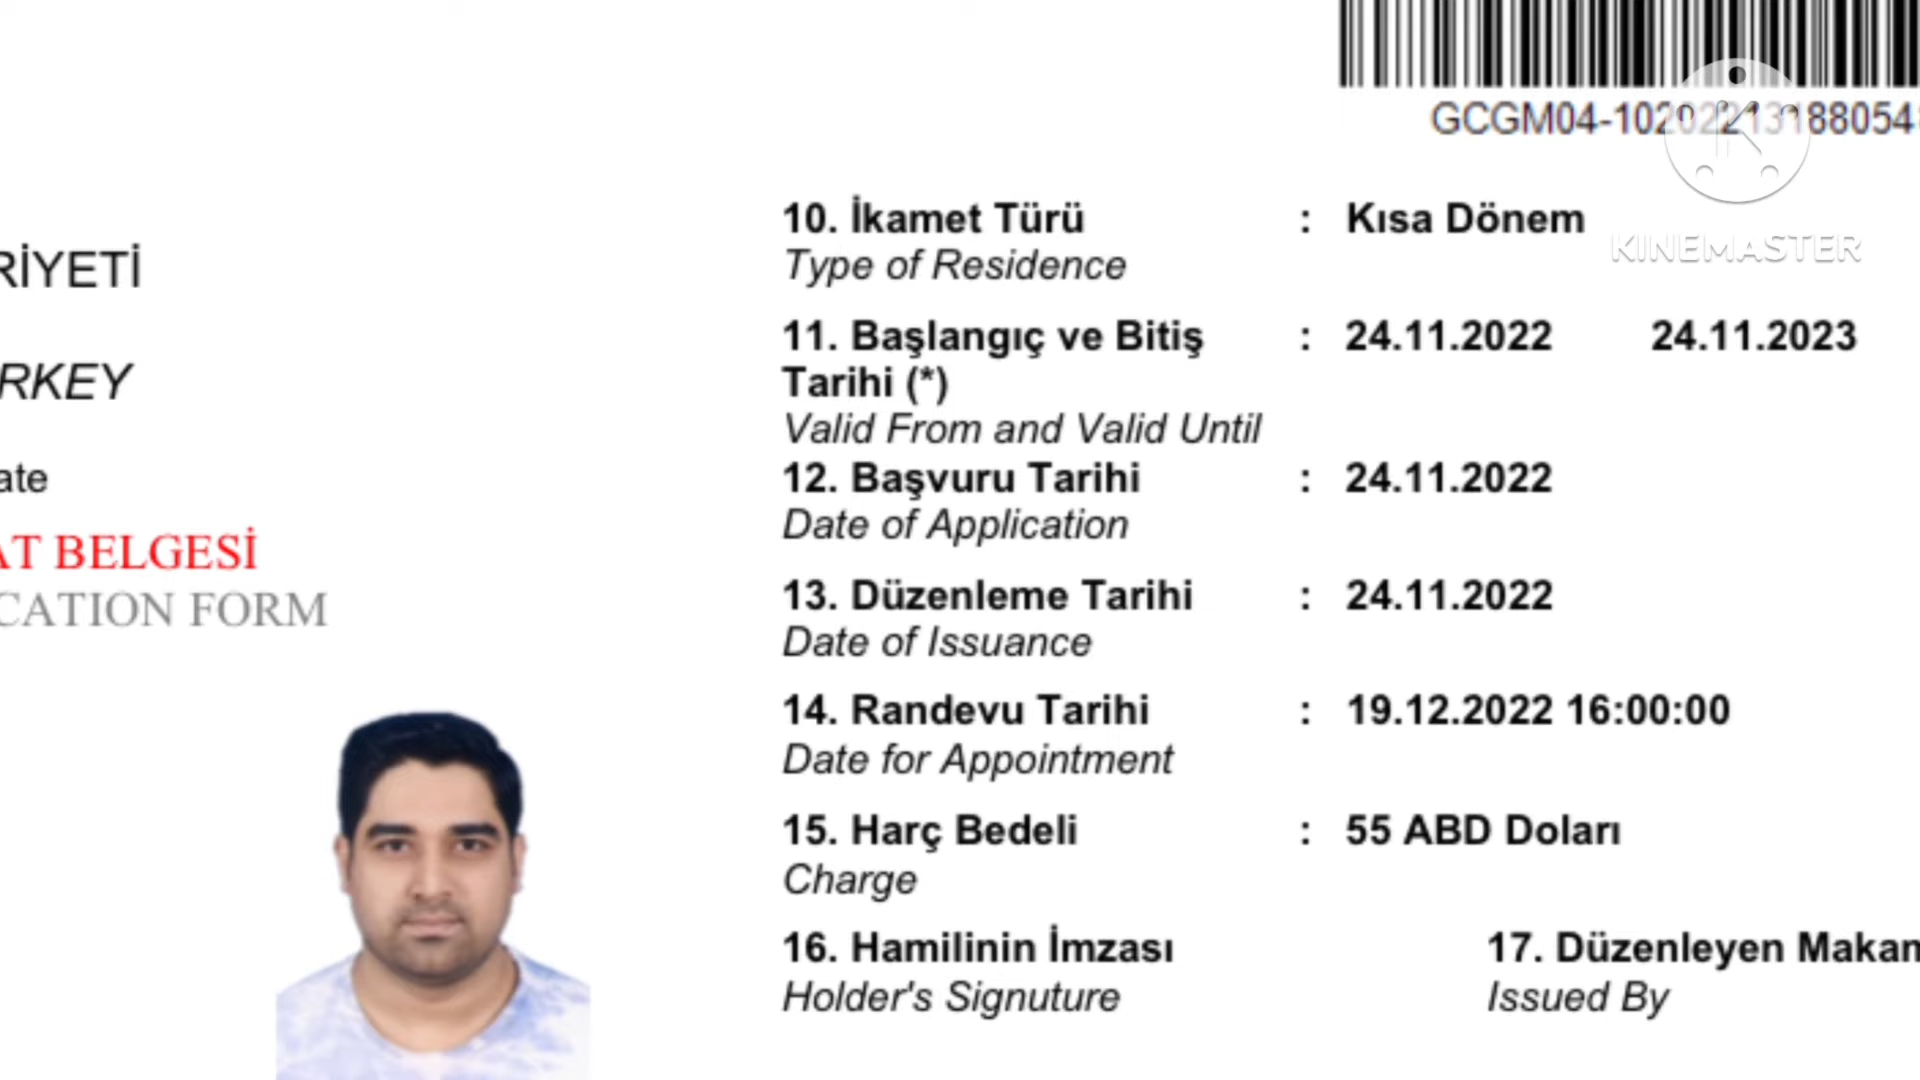 GCGM04-10202213188054
RİYETİ
RKEY
ate
AT BELGESİ
CATION FORM
10. İkamet Türü : Kısa Dönem
Type of Residence
KINEMASTER
11. Başlangıç ve Bitiş : 24.11.2022 24.11.2023
Tarihi (*)
Valid From and Valid Until
12. Başvuru Tarihi : 24.11.2022
Date of Application
13. Düzenleme Tarihi : 24.11.2022
Date of Issuance
14. Randevu Tarihi : 19.12.2022 16:00:00
Date for Appointment
15. Harç Bedeli : 55 ABD Doları
Charge
16. Hamilinin İmzası 17. Düzenleyen Makam
Holder's Signuture Issued By